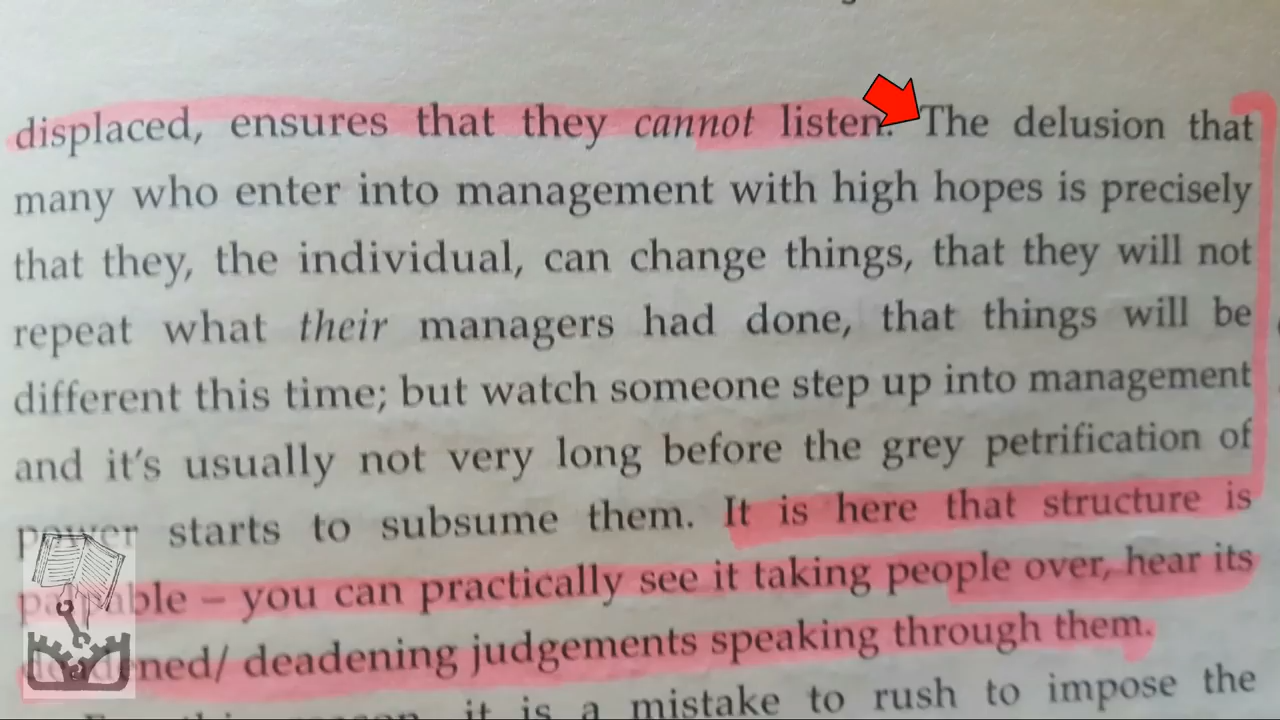 displaced, ensures that they cannot listen. The delusion that
many who enter into management with high hopes is precisely
that they, the individual, can change things, that they will not
repeat what their managers had done, that things will be
different this time; but watch someone step up into management
and it's usually not very long before the grey petrification of
power starts to subsume them. It is here that structure is
palpable – you can practically see it taking people over, hear its
deadened/ deadening judgements speaking through them.
it is a mistake to rush to impose the